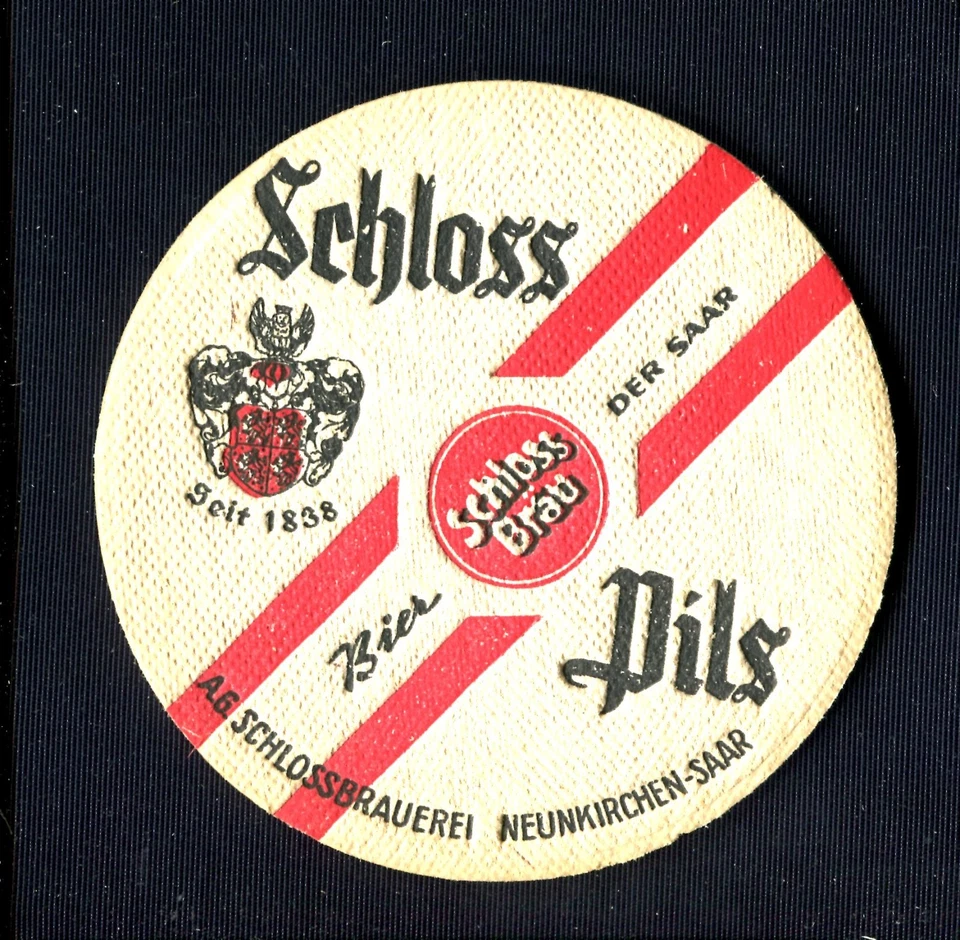 Schloss
Seit 1838
DER SAAR
Schloss
Bräu
Bier
Pils
AG SCHLOSSBRAUEREI NEUNKIRCHEN-SAAR